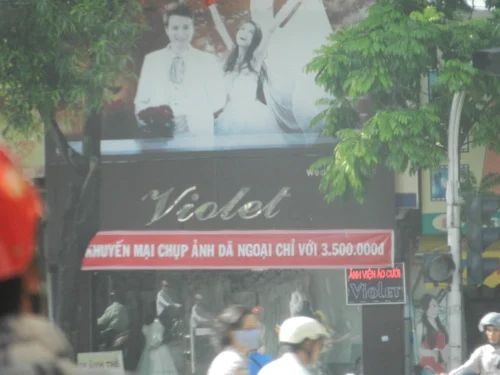 Violet
KHUYẾN MẠI CHỤP ẢNH DÃ NGOẠI CHỈ VỚI 3.500.000đ
ẢNH VIỆN ÁO CƯỚI
VIOLET